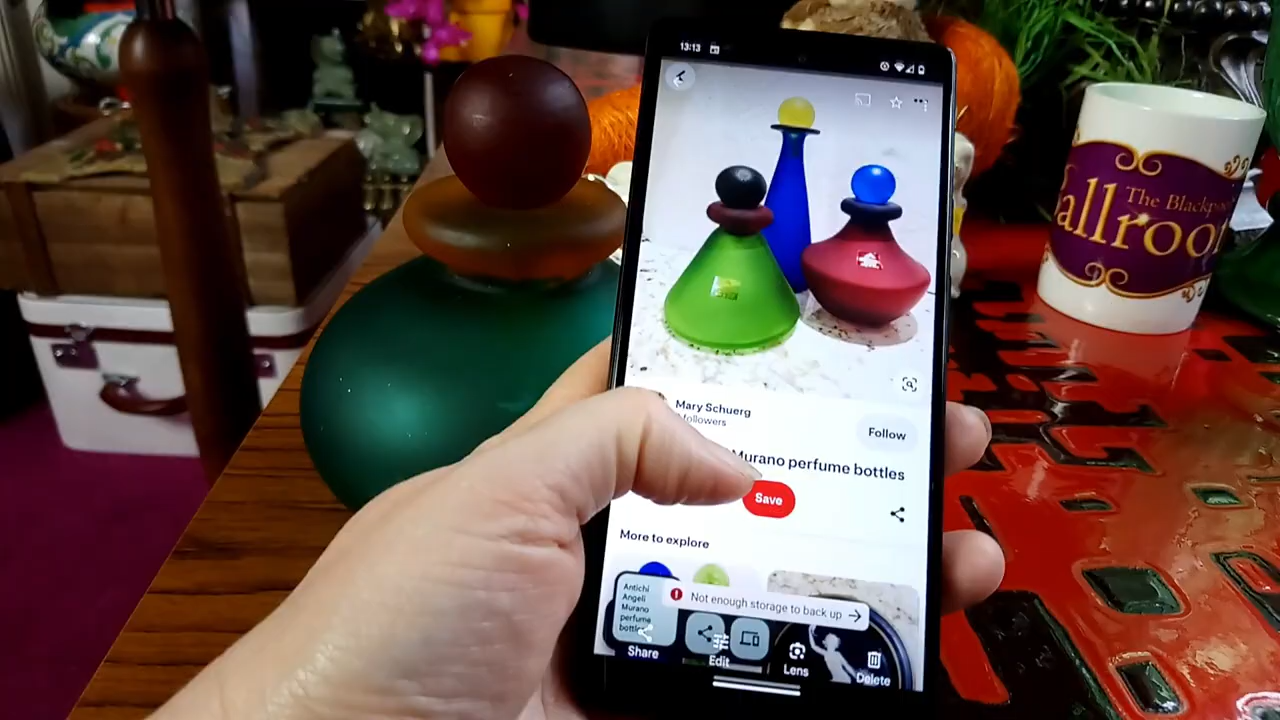 13:13
Mary Schuerg
followers
Follow
Murano perfume bottles
Save
More to explore
Antichi
Angeli
Murano
perfume
Not enough storage to back up
Share
Edit
Lens
Delete
The Blackpo
allroo